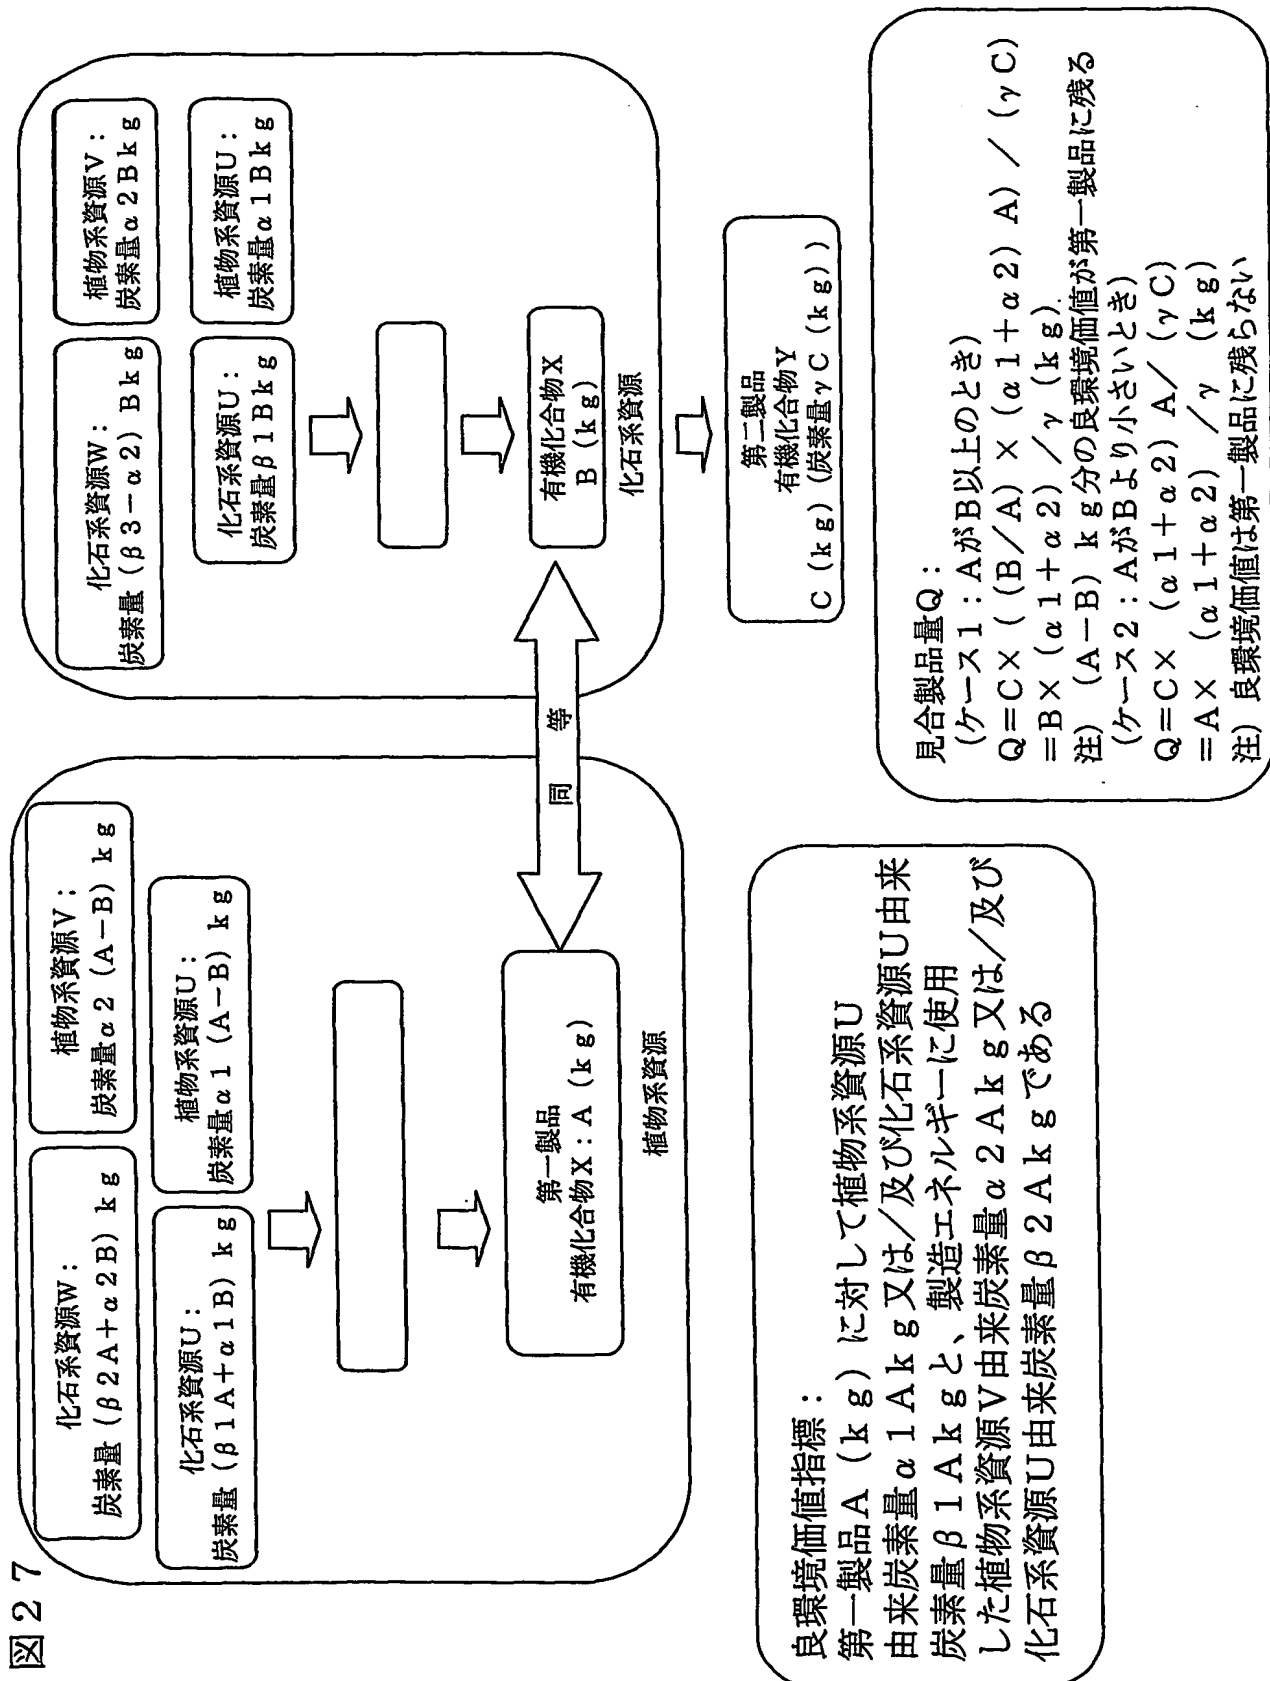 図27
化石系資源W:
炭素量(β2A+α2B)kg
植物系資源V:
炭素量α2(A-B)kg
化石系資源U:
炭素量(β1A+α1B)kg
植物系資源U:
炭素量α1(A-B)kg
第一製品
有機化合物X:A(kg)
植物系資源
同 等
化石系資源W:
炭素量(β3-α2)Bkg
植物系資源V:
炭素量α2Bkg
化石系資源U:
炭素量β1Bkg
植物系資源U:
炭素量α1Bkg
有機化合物X
B(kg)
化石系資源
第二製品
有機化合物Y
C(kg)(炭素量γC(kg))
良環境価値指標:
第一製品A(kg)に対して植物系資源U
由来炭素量α1Akg又は/及び化石系資源U由来
炭素量β1Akgと、製造エネルギーに使用
した植物系資源V由来炭素量α2Akg又は/及び
化石系資源U由来炭素量β2Akgである
見合製品量Q:
(ケース1:AがB以上のとき)
Q=C×((B/A)×(α1+α2)A)/(γC)
=B×(α1+α2)/γ(kg)
注)(A-B)kg分の良環境価値が第一製品に残る
(ケース2:AがBより小さいとき)
Q=C×(α1+α2)A/(γC)
=A×(α1+α2)/γ(kg)
注)良環境価値は第一製品に残らない